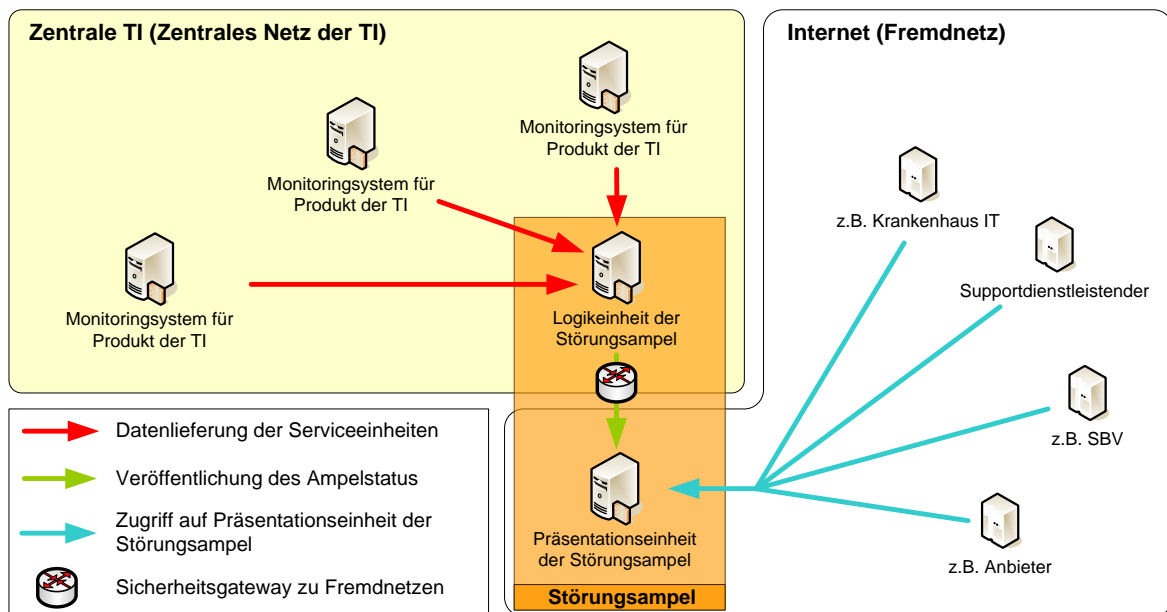 Zentrale TI (Zentrales Netz der TI)
Internet (Fremdnetz)
Monitoringsystem für
Produkt der TI
Monitoringsystem für
Produkt der TI
Monitoringsystem für
Produkt der TI
Logikeinheit der
Störungsampel
z.B. Krankenhaus IT
Supportdienstleistender
z.B. SBV
z.B. Anbieter
Präsentationseinheit
der Störungsampel
Störungsampel
Datenlieferung der Serviceeinheiten
Veröffentlichung des Ampelstatus
Zugriff auf Präsentationseinheit der
Störungsampel
Sicherheitsgateway zu Fremdnetzen